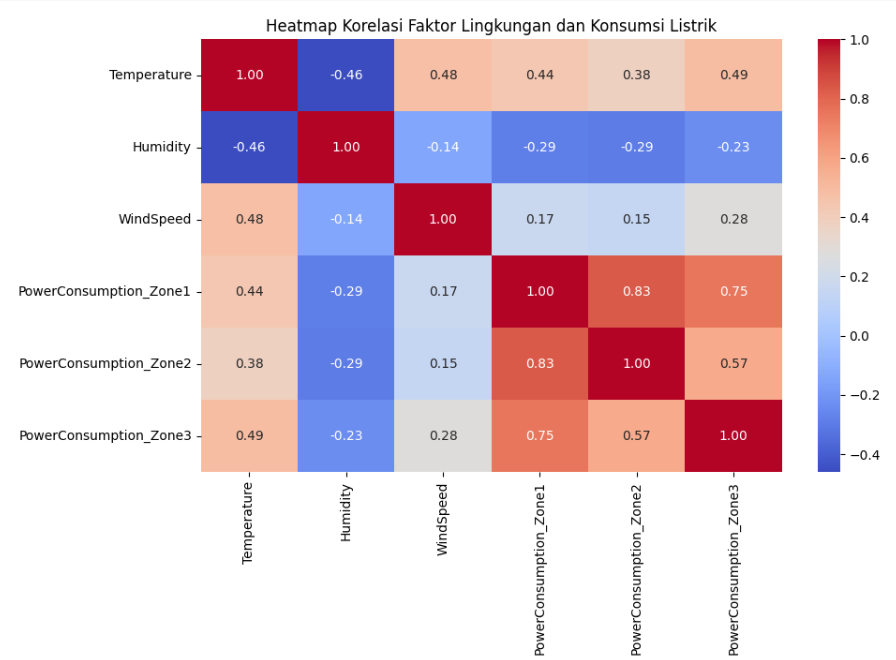 Heatmap Korelasi Faktor Lingkungan dan Konsumsi Listrik
Temperature 1.00 -0.46 0.48 0.44 0.38 0.49
Humidity -0.46 1.00 -0.14 -0.29 -0.29 -0.23
WindSpeed 0.48 -0.14 1.00 0.17 0.15 0.28
PowerConsumption_Zone1 0.44 -0.29 0.17 1.00 0.83 0.75
PowerConsumption_Zone2 0.38 -0.29 0.15 0.83 1.00 0.57
PowerConsumption_Zone3 0.49 -0.23 0.28 0.75 0.57 1.00
Temperature
Humidity
WindSpeed
PowerConsumption_Zone1
PowerConsumption_Zone2
PowerConsumption_Zone3
1.0
0.8
0.6
0.4
0.2
0.0
−0.2
−0.4